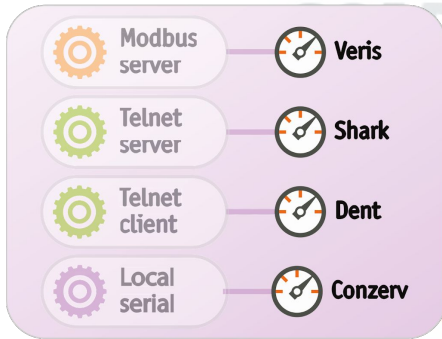 Modbus
server
Veris
Telnet
server
Shark
Telnet
client
Dent
Local
serial
Conzerv